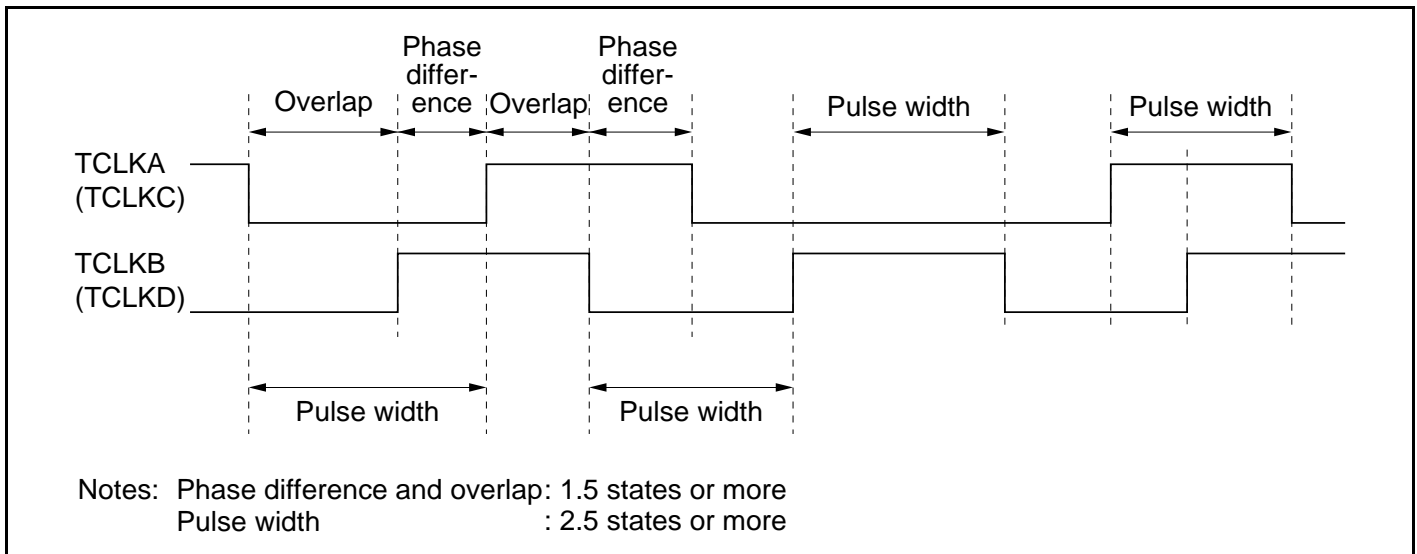 Phase
differ-
ence
Phase
differ-
ence
Overlap
Overlap
Pulse width
Pulse width
TCLKA
(TCLKC)
TCLKB
(TCLKD)
Pulse width
Pulse width
Notes: Phase difference and overlap: 1.5 states or more
Pulse width : 2.5 states or more